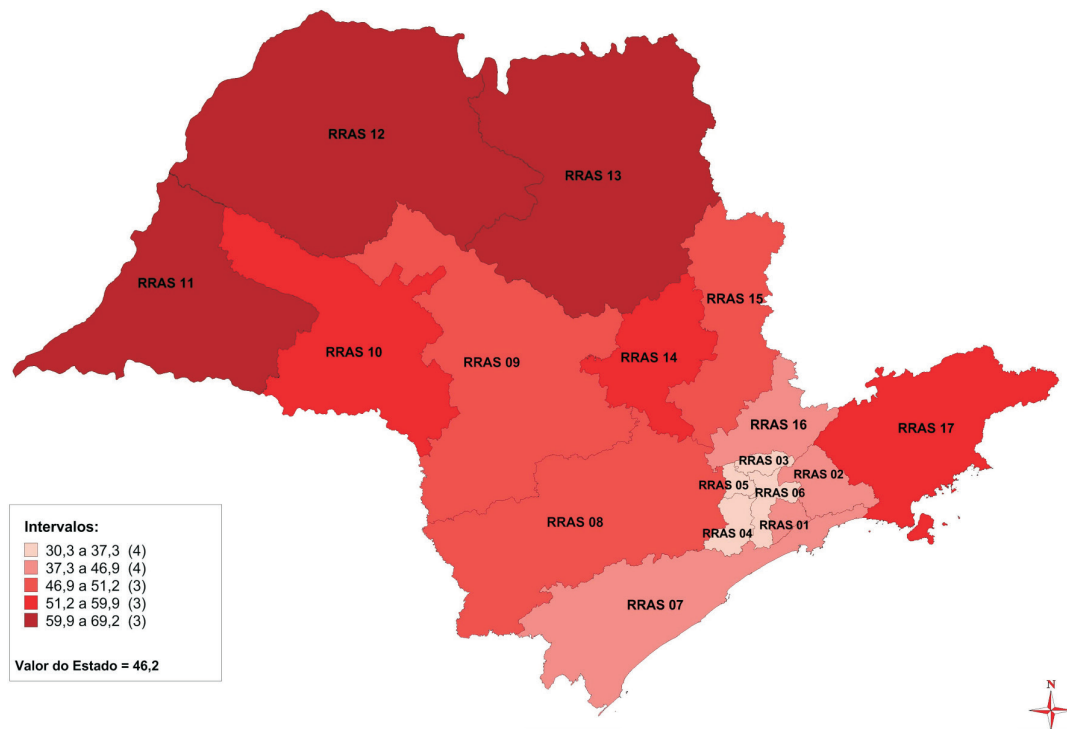 RRAS 12
RRAS 13
RRAS 11
RRAS 15
RRAS 10
RRAS 14
RRAS 09
RRAS 16
RRAS 17
RRAS 03
RRAS 02
RRAS 05
RRAS 06
RRAS 08
RRAS 01
RRAS 04
RRAS 07
Intervalos:
30,3 a 37,3 (4)
37,3 a 46,9 (4)
46,9 a 51,2 (3)
51,2 a 59,9 (3)
59,9 a 69,2 (3)
Valor do Estado = 46,2
N